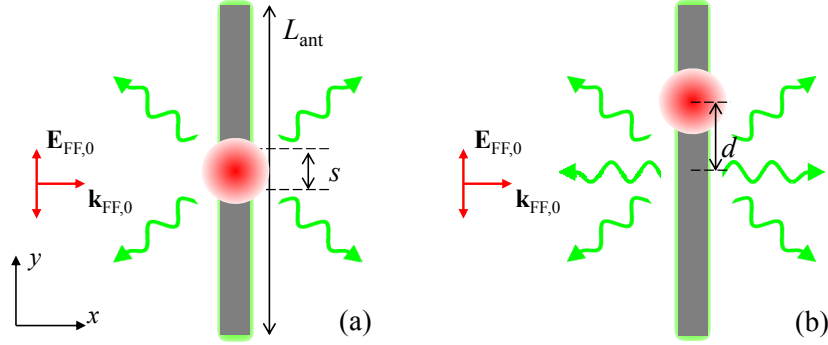 L_ant
E_FF,0
k_FF,0
s
y
x
(a)
E_FF,0
k_FF,0
d
(b)